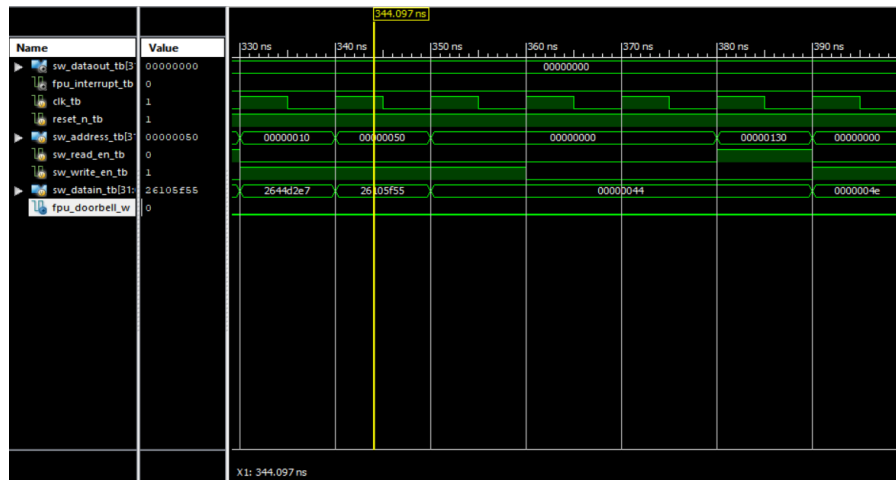 344.097 ns
Name Value 330 ns 340 ns 350 ns 360 ns 370 ns 380 ns 390 ns
sw_dataout_tb[3 00000000 00000000
fpu_interrupt_tb 0
clk_tb 1
reset_n_tb 1
sw_address_tb[3 00000050 00000010 00000050 00000000 00000130 00000000
sw_read_en_tb 0
sw_write_en_tb 1
sw_datain_tb[31: 26105f55 2644d2e7 26105f55 00000044 0000004e
fpu_doorbell_w 0
X1: 344.097 ns